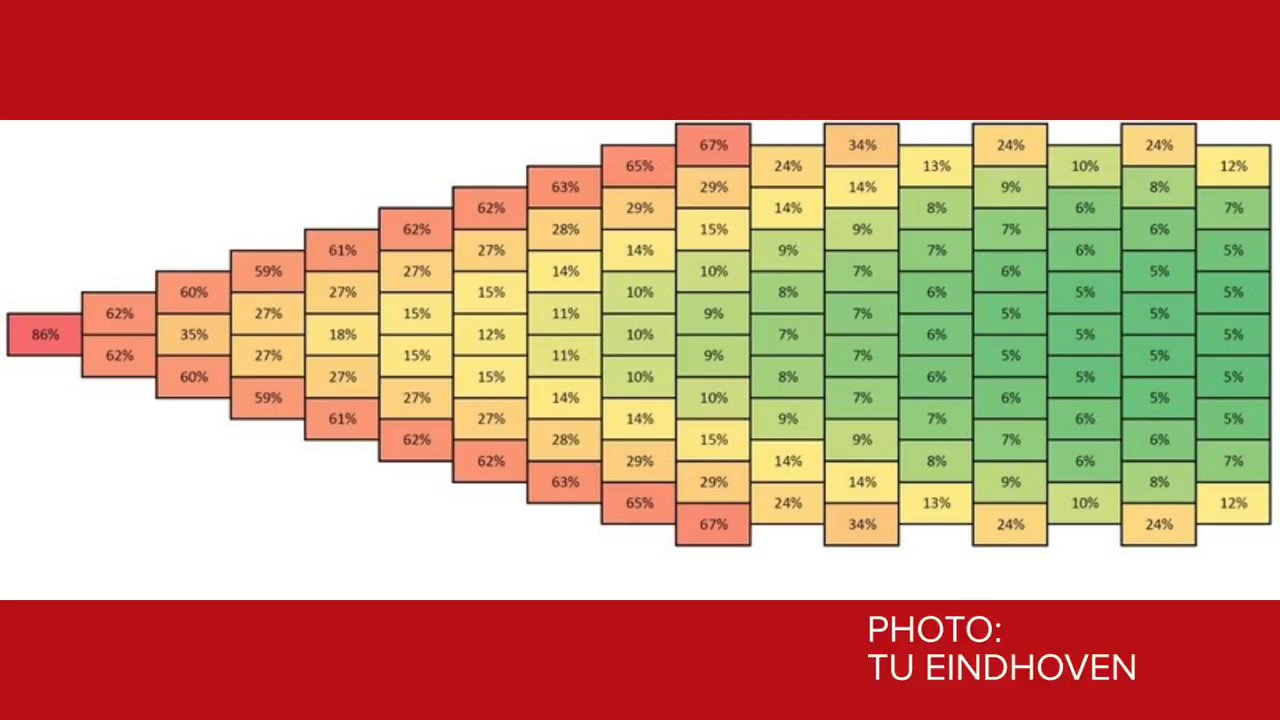 67% 34% 24% 24%
65% 24% 13% 10% 12%
63% 29% 14% 9% 8%
62% 29% 14% 8% 6% 7%
62% 28% 15% 9% 7% 6%
61% 27% 14% 9% 7% 6% 5%
59% 27% 14% 10% 7% 6% 5%
60% 27% 15% 10% 8% 6% 5% 5%
62% 27% 15% 11% 9% 7% 5% 5%
86% 35% 18% 12% 10% 7% 6% 5% 5%
62% 27% 15% 11% 9% 7% 5% 5%
60% 27% 15% 10% 8% 6% 5% 5%
59% 27% 14% 10% 7% 6% 5%
61% 27% 14% 9% 7% 6% 5%
62% 28% 15% 9% 7% 6%
62% 29% 14% 8% 6% 7%
63% 29% 14% 9% 8%
65% 24% 13% 10% 12%
67% 34% 24% 24%
PHOTO:
TU EINDHOVEN